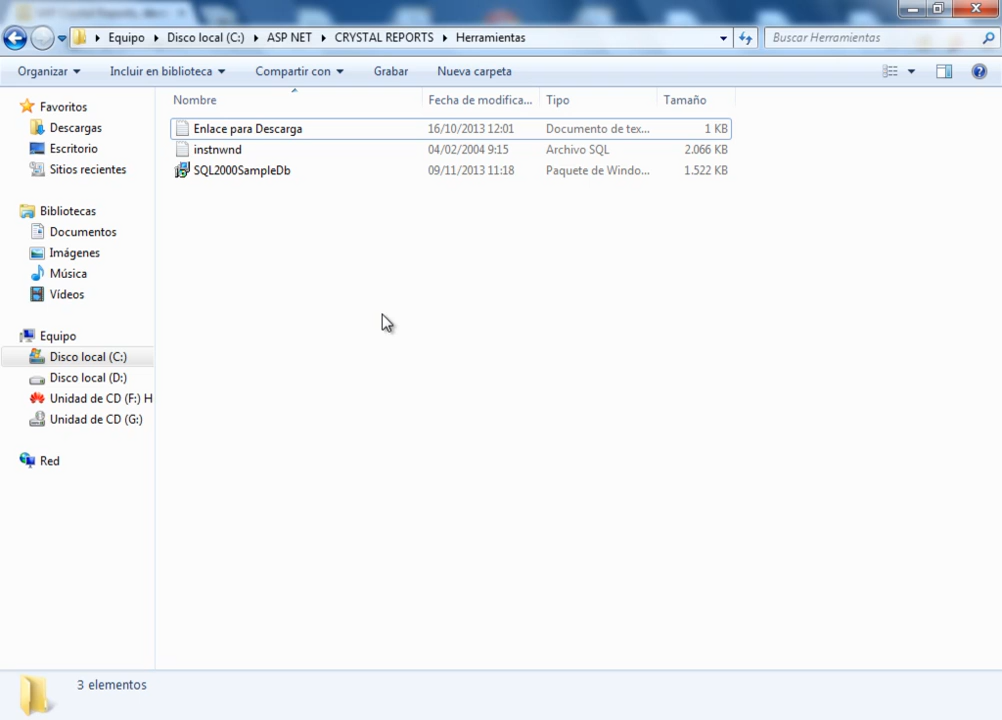 Equipo Disco local (C:) ASP NET CRYSTAL REPORTS Herramientas Buscar Herramientas
Organizar Incluir en biblioteca Compartir con Grabar Nueva carpeta
Nombre Fecha de modifica... Tipo Tamaño
Enlace para Descarga 16/10/2013 12:01 Documento de tex... 1 KB
instnwnd 04/02/2004 9:15 Archivo SQL 2.066 KB
SQL2000SampleDb 09/11/2013 11:18 Paquete de Windo... 1.522 KB
Favoritos
Descargas
Escritorio
Sitios recientes
Bibliotecas
Documentos
Imágenes
Música
Vídeos
Equipo
Disco local (C:)
Disco local (D:)
Unidad de CD (F:) H
Unidad de CD (G:)
Red
3 elementos